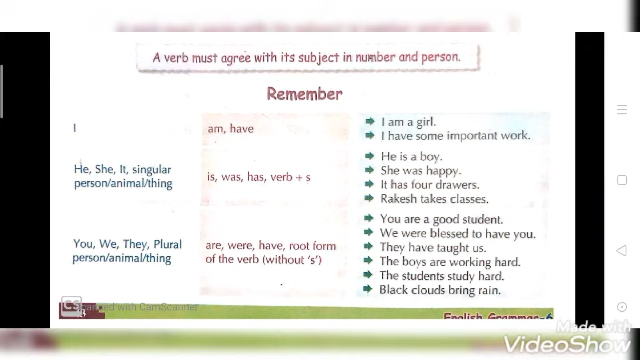 A verb must agree with its subject in number and person.
Remember
I
am, have
➡ I am a girl.
➡ I have some important work.
He, She, It, singular
person/animal/thing
is, was, has, verb + s
➡ He is a boy.
➡ She was happy.
➡ It has four drawers.
➡ Rakesh takes classes.
You, We, They, Plural
person/animal/thing
are, were, have, root form
of the verb (without 's')
➡ You are a good student.
➡ We were blessed to have you.
➡ They have taught us.
➡ The boys are working hard.
➡ The students study hard.
➡ Black clouds bring rain.
CS Scanned with CamScanner
English Grammar-6
Made with
VideoShow